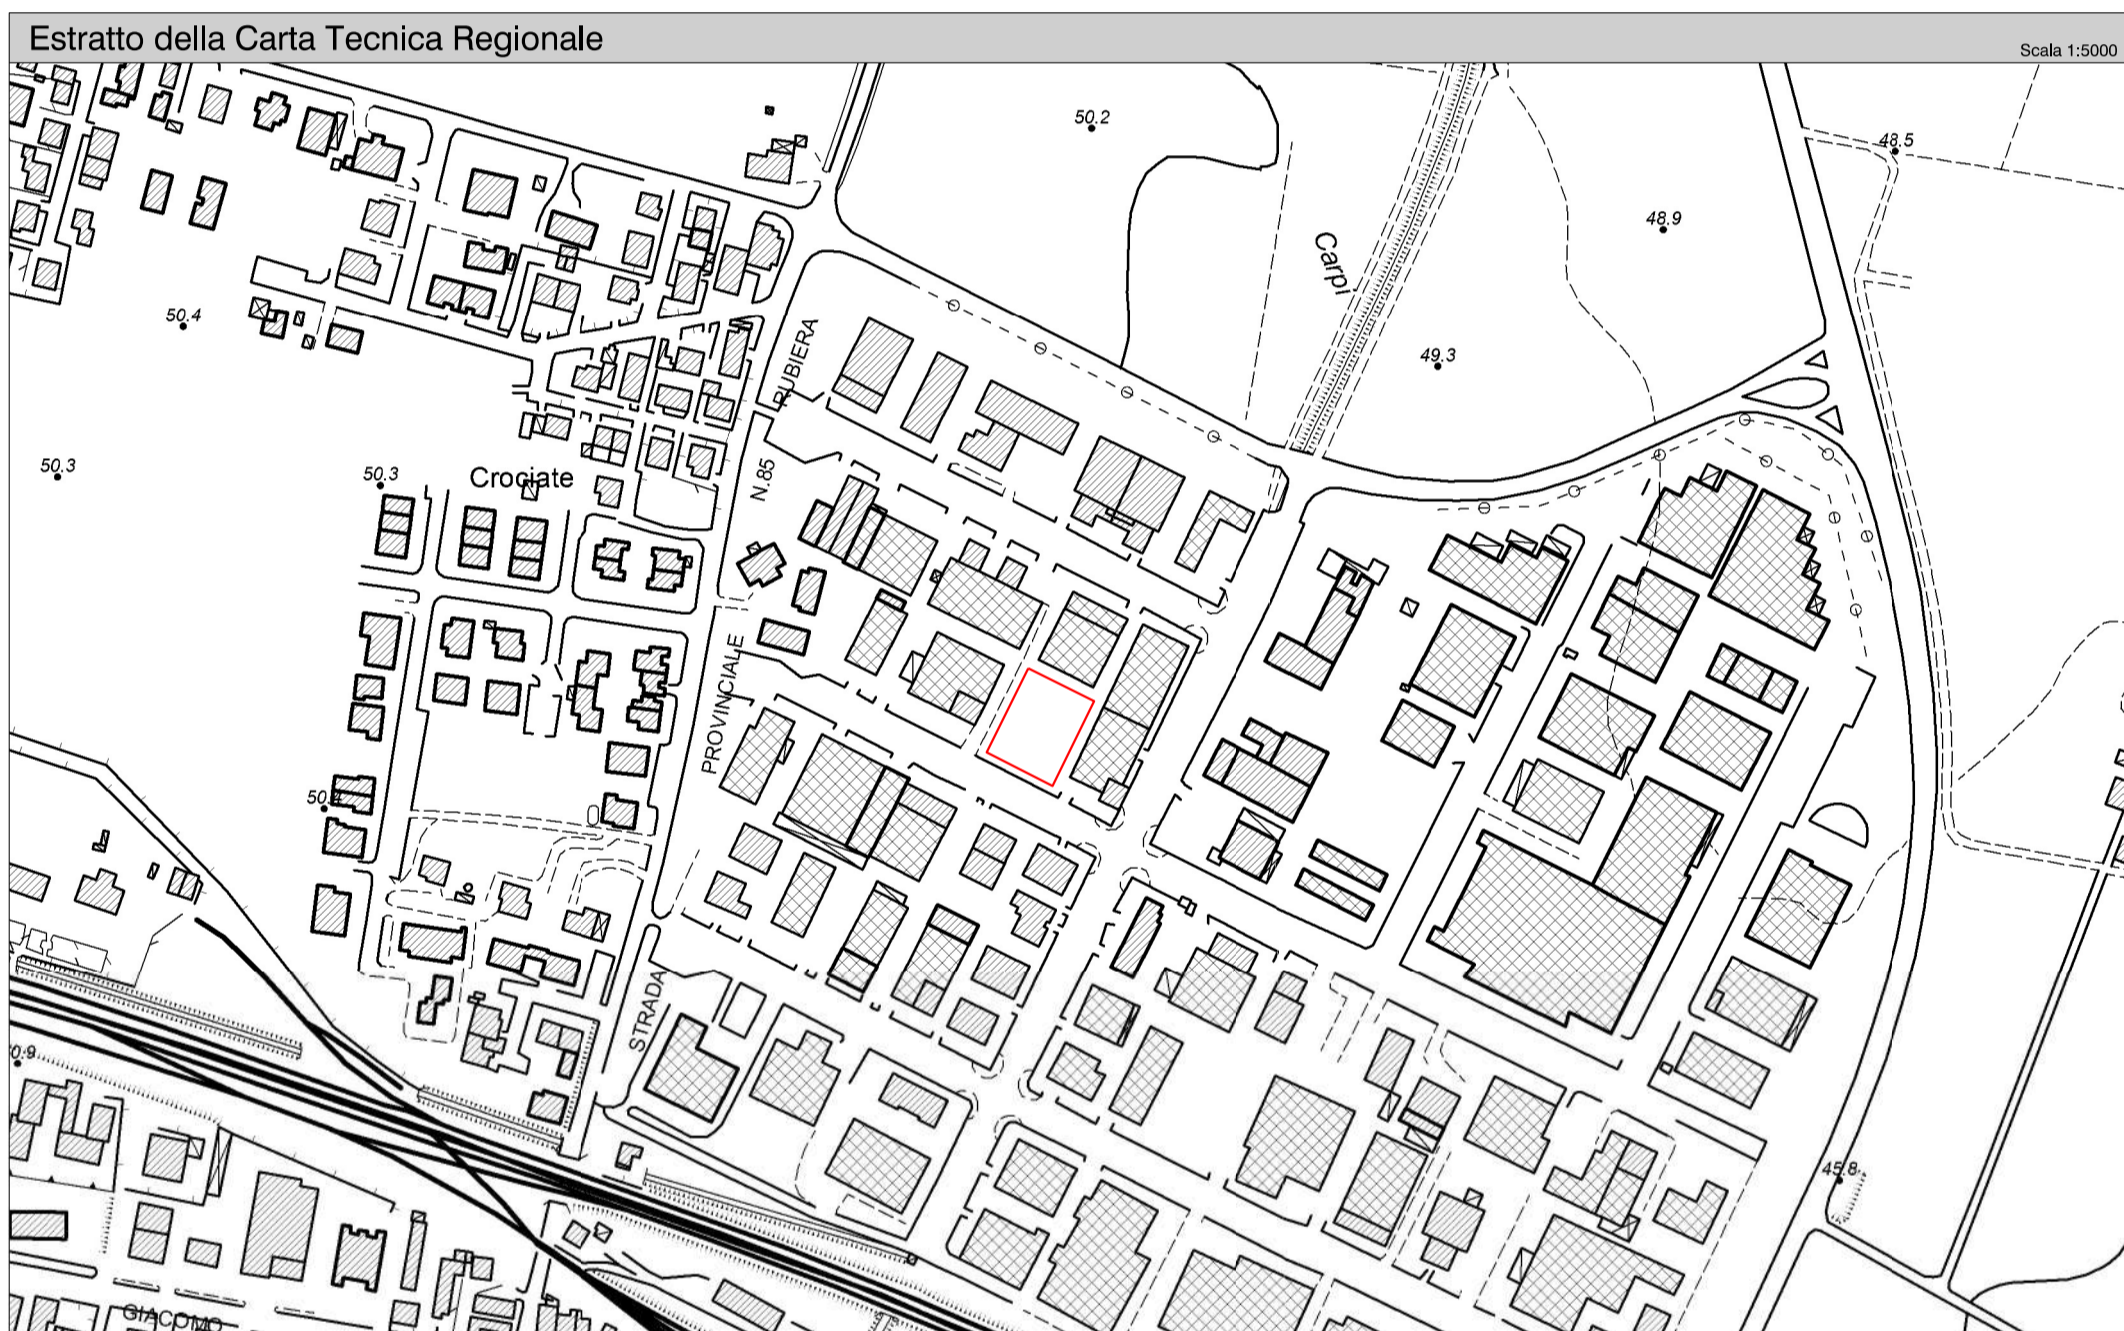 Estratto della Carta Tecnica Regionale
Scala 1:5000
50.2
48.5
48.9
Carpi
50.4
RUBIERA
49.3
50.3
50.3
Crociate
N.85
PROVINCIALE
STRADA
45.8
GIACOMO